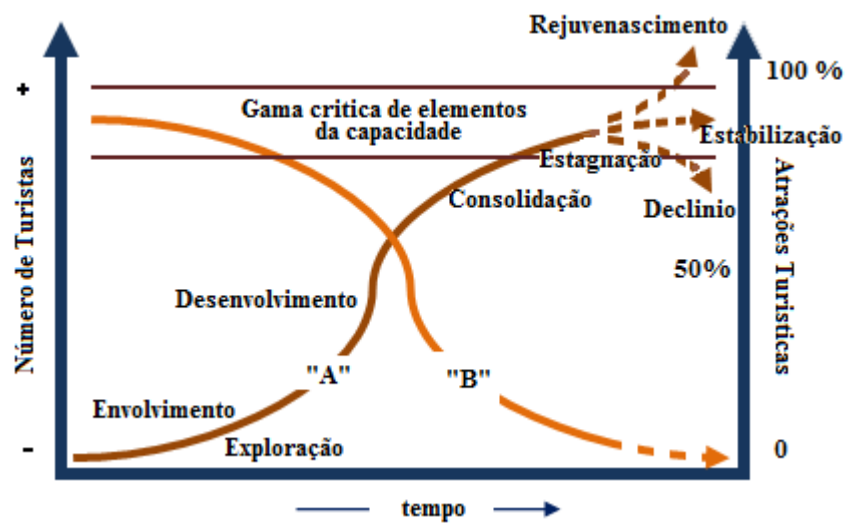 Rejuvenascimento
+
100 %
Gama critica de elementos
da capacidade
Estabilização
Estagnação
Consolidação
Declinio
50%
Desenvolvimento
"A"
"B"
Envolvimento
Exploração
-
0
Número de Turistas
Atrações Turisticas
tempo